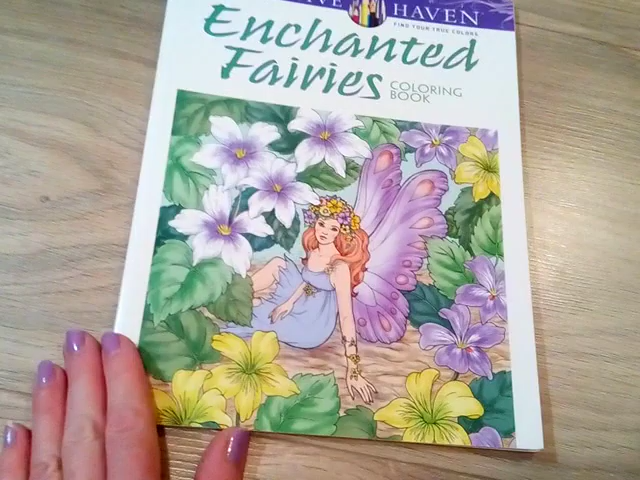 HAVEN
FIND YOUR TRUE COLORS
Enchanted
Fairies
COLORING
BOOK